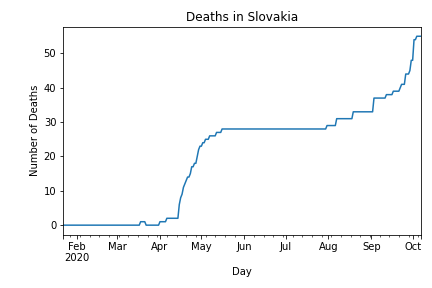 Deaths in Slovakia
Number of Deaths
50
40
30
20
10
0
Feb Mar Apr May Jun Jul Aug Sep Oct
2020
Day